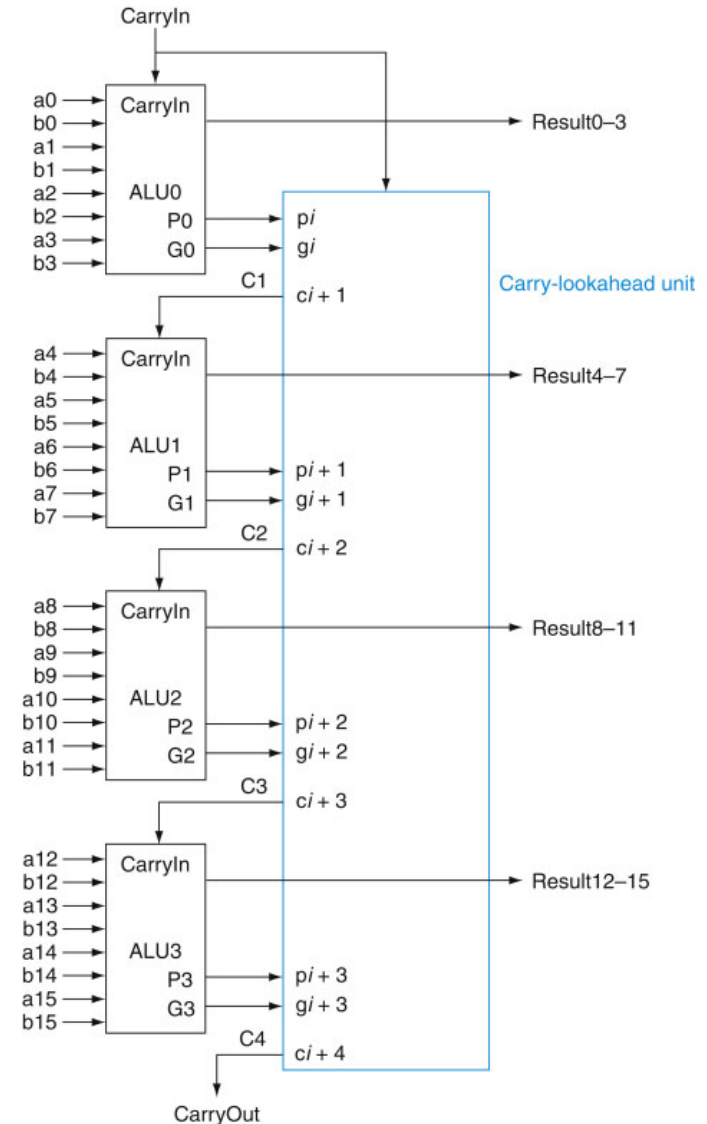 CarryIn
a0
CarryIn
b0
Result0–3
a1
b1
a2
ALU0
b2
P0
pi
a3
G0
gi
b3
C1
ci + 1
Carry-lookahead unit
a4
CarryIn
b4
Result4–7
a5
b5
a6
ALU1
b6
P1
pi + 1
a7
G1
gi + 1
b7
C2
ci + 2
a8
CarryIn
b8
Result8–11
a9
b9
a10
ALU2
b10
P2
pi + 2
a11
G2
gi + 2
b11
C3
ci + 3
a12
CarryIn
b12
Result12–15
a13
b13
a14
ALU3
b14
P3
pi + 3
a15
G3
gi + 3
b15
C4
ci + 4
CarryOut